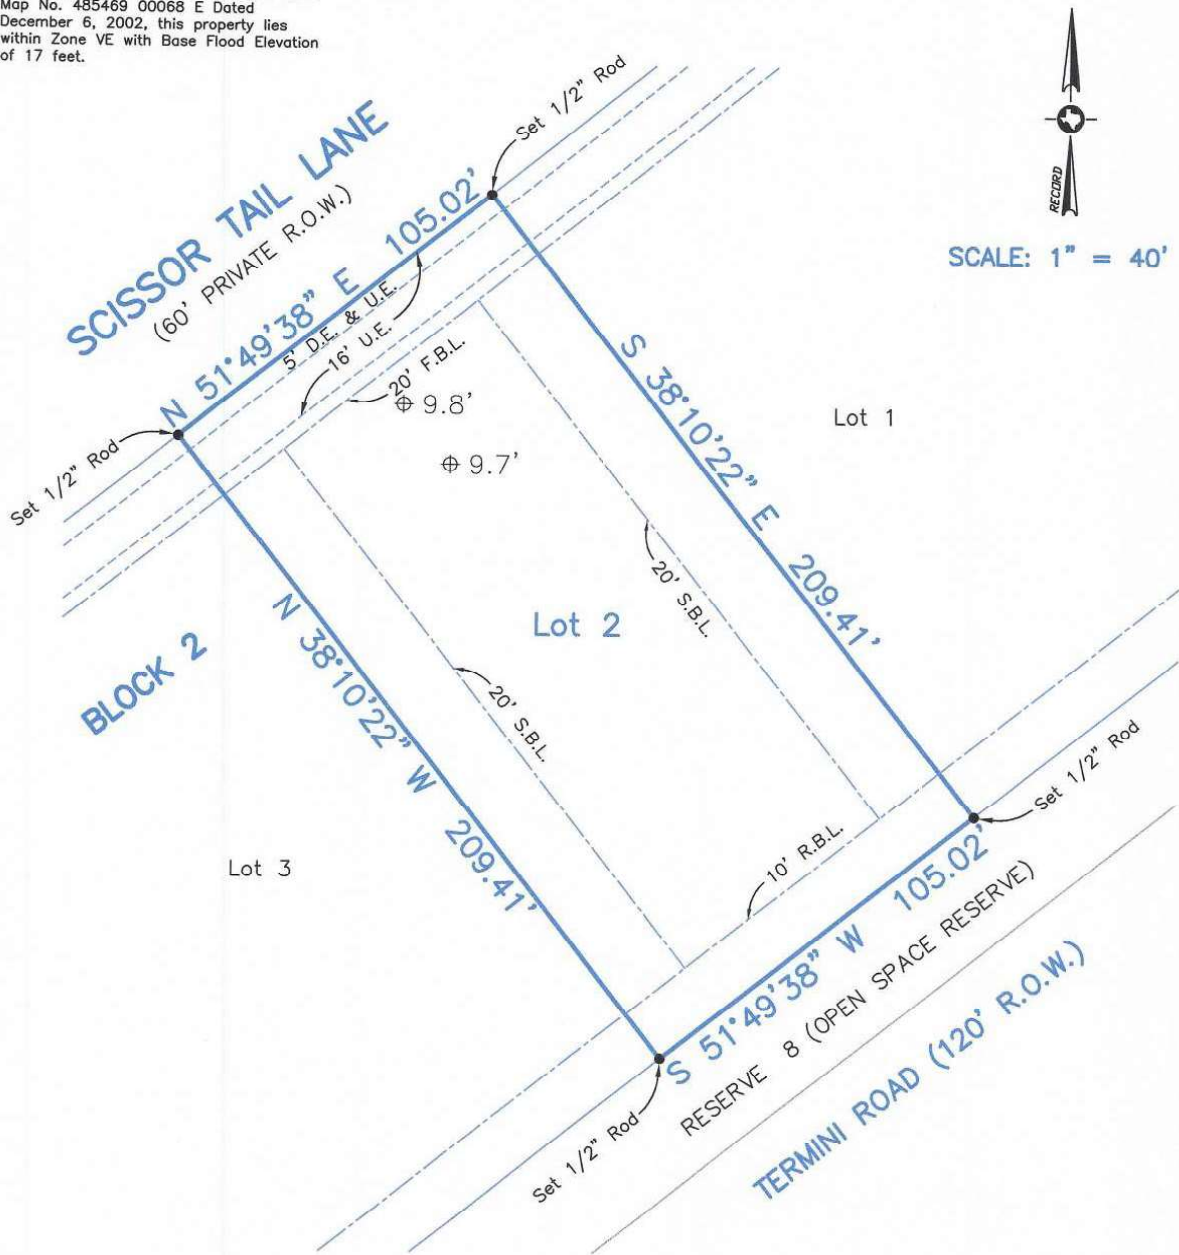 Map No. 485469 00068 E Dated
December 6, 2002, this property lies
within Zone VE with Base Flood Elevation
of 17 feet.
RECORD
SCALE: 1" = 40'
SCISSOR TAIL LANE
(60' PRIVATE R.O.W.)
Set 1/2" Rod
N 51°49'38" E 105.02'
5' D.E. & U.E.
16' U.E.
20' F.B.L.
9.8'
9.7'
Set 1/2" Rod
S 38°10'22" E 209.41'
Lot 1
20' S.B.L.
Lot 2
BLOCK 2
N 38°10'22" W 209.41'
20' S.B.L.
Lot 3
10' R.B.L.
Set 1/2" Rod
S 51°49'38" W 105.02'
RESERVE 8 (OPEN SPACE RESERVE)
Set 1/2" Rod
TERMINI ROAD (120' R.O.W.)